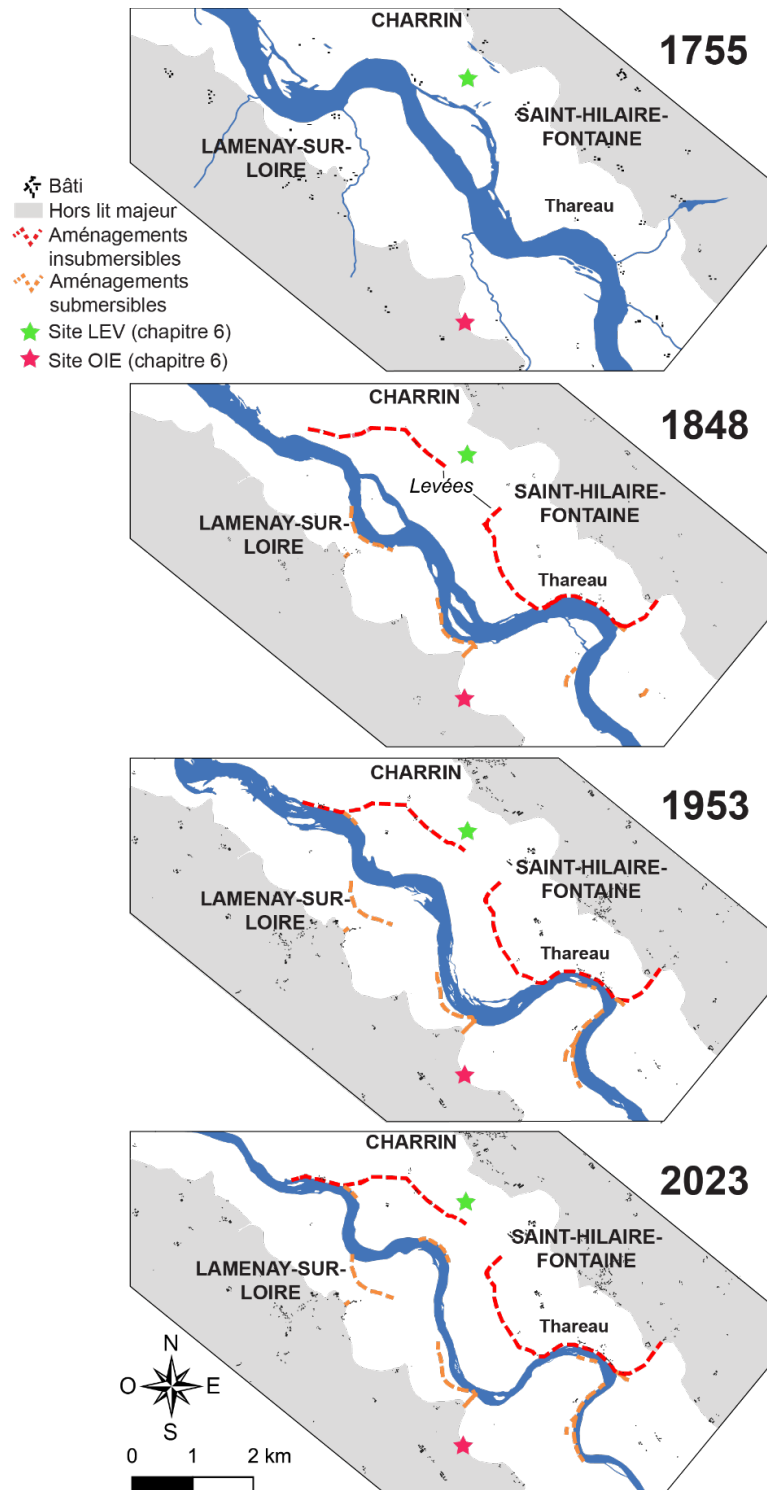 CHARRIN
1755
SAINT-HILAIRE-
FONTAINE
LAMENAY-SUR-
LOIRE
Thareau
Bâti
Hors lit majeur
Aménagements
insubmersibles
Aménagements
submersibles
Site LEV (chapitre 6)
Site OIE (chapitre 6)
CHARRIN
1848
Levées
SAINT-HILAIRE-
FONTAINE
LAMENAY-SUR-
LOIRE
Thareau
CHARRIN
1953
SAINT-HILAIRE-
FONTAINE
LAMENAY-SUR-
LOIRE
Thareau
CHARRIN
2023
SAINT-HILAIRE-
FONTAINE
LAMENAY-SUR-
LOIRE
Thareau
N
O E
S
0 1 2 km